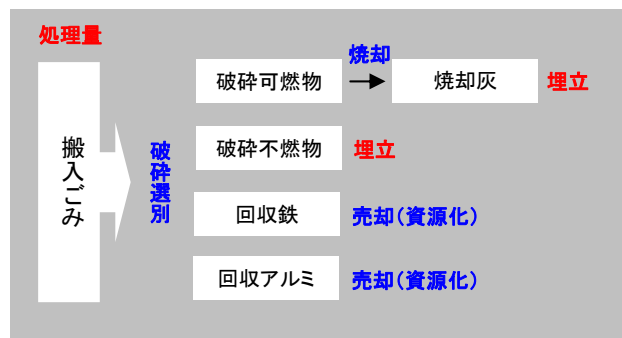 処理量
搬入ごみ
破砕選別
破砕可燃物
焼却
焼却灰
埋立
破砕不燃物
埋立
回収鉄
売却(資源化)
回収アルミ
売却(資源化)